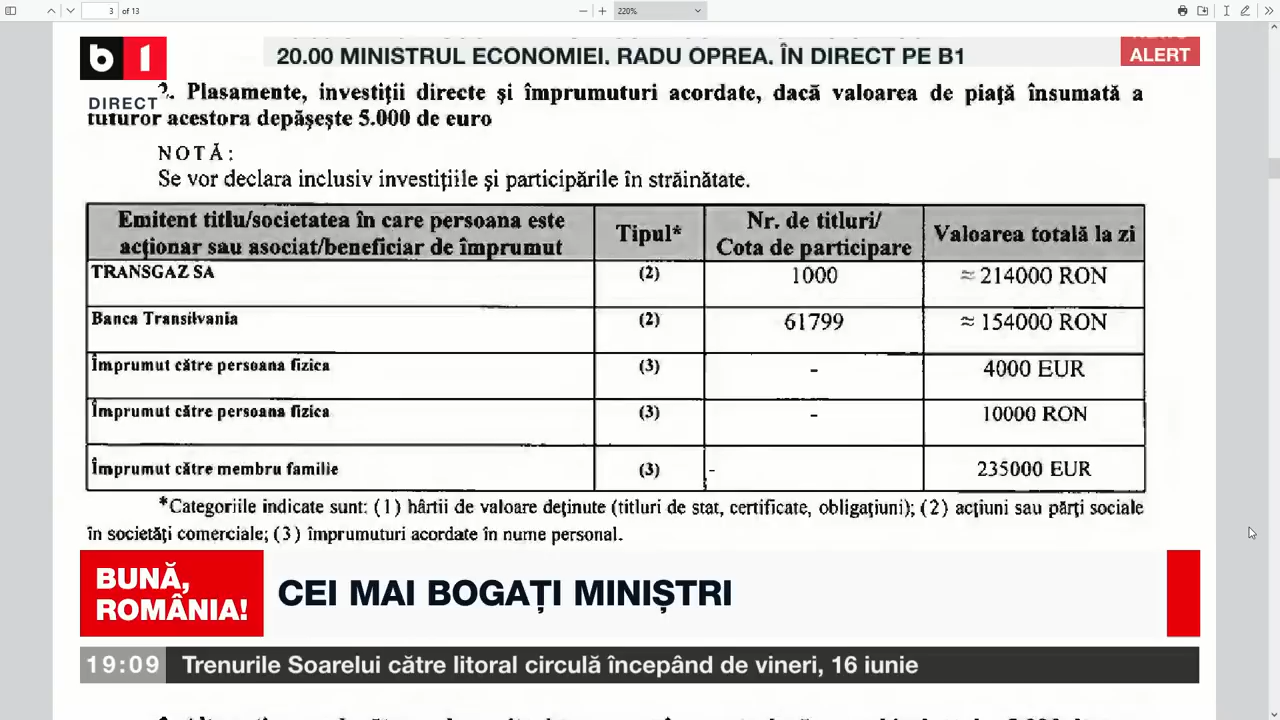 3 of 13
220%
b1
20.00 MINISTRUL ECONOMIEI, RADU OPREA, ÎN DIRECT PE B1
ALERT
DIRECT
2. Plasamente, investiții directe și împrumuturi acordate, dacă valoarea de piață însumată a
tuturor acestora depășește 5.000 de euro
NOTĂ:
Se vor declara inclusiv investițiile și participările în străinătate.
Emitent titlu/societatea în care persoana este acționar sau asociat/beneficiar de împrumut Tipul* Nr. de titluri/ Cota de participare Valoarea totală la zi
TRANSGAZ SA (2) 1000 ≈ 214000 RON
Banca Transilvania (2) 61799 ≈ 154000 RON
Împrumut către persoana fizica (3) - 4000 EUR
Împrumut către persoana fizica (3) - 10000 RON
Împrumut către membru familie (3) - 235000 EUR
*Categoriile indicate sunt: (1) hârtii de valoare deținute (titluri de stat, certificate, obligațiuni); (2) acțiuni sau părți sociale
în societăți comerciale; (3) împrumuturi acordate în nume personal.
BUNĂ,
ROMÂNIA!
CEI MAI BOGAȚI MINIȘTRI
19:09 Trenurile Soarelui către litoral circulă începând de vineri, 16 iunie